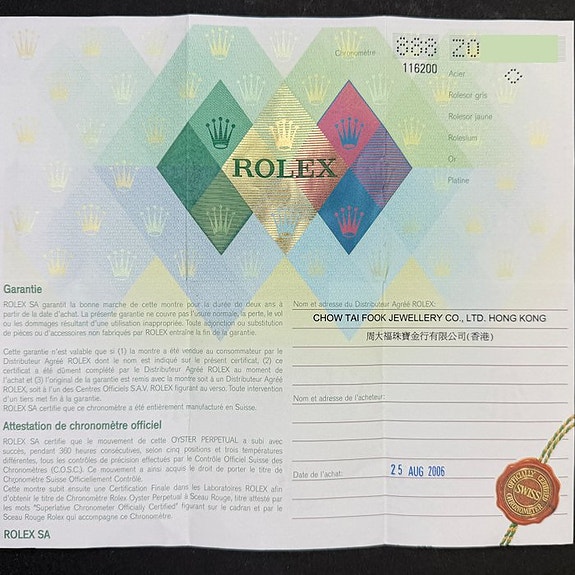 Chronomètre 888 Z0
116200
Acier
Rolesor gris
Rolesor jaune
Rolesium
Or
Platine
ROLEX
Garantie
ROLEX SA garantit la bonne marche de cette montre pour la durée de deux ans à
partir de la date d'achat. La présente garantie ne couvre pas l'usure normale, la perte, le
vol ou les dommages résultant d'une utilisation inappropriée. Toute adjonction ou substitution
de pièces ou d'accessoires non fabriqués par ROLEX entraîne la fin de la garantie.
Cette garantie n'est valable que si (1) la montre a été vendue au consommateur par le
Distributeur Agréé ROLEX dont le nom est indiqué sur le présent certificat, (2) ce
certificat a été dûment complété par le Distributeur Agréé ROLEX au moment de
l'achat et (3) l'original de la garantie est remis avec la montre soit à un Distributeur Agréé
ROLEX, soit à l'un des Centres Officiels S.A.V. ROLEX figurant au verso. Toute intervention
d'un tiers met fin à la garantie.
ROLEX SA certifie que ce chronomètre a été entièrement manufacturé en Suisse.
Attestation de chronomètre officiel
ROLEX SA certifie que le mouvement de cette OYSTER PERPETUAL a subi avec
succès, pendant 360 heures consécutives, selon cinq positions et trois températures
différentes, tous les contrôles de précision effectués par le Contrôle Officiel Suisse des
Chronomètres (C.O.S.C.). Ce mouvement a ainsi acquis le droit de porter le titre de
Chronomètre Suisse Officiellement Contrôlé.
Cette montre subit ensuite une Certification Finale dans les Laboratoires ROLEX afin
d'obtenir le titre de Chronomètre Rolex Oyster Perpetual à Sceau Rouge, titre attesté par
les mots "Superlative Chronometer Officially Certified" figurant sur le cadran et par le
Sceau Rouge Rolex qui accompagne ce Chronomètre.
ROLEX SA
Nom et adresse du Distributeur Agréé ROLEX:
CHOW TAI FOOK JEWELLERY CO., LTD. HONG KONG
周大福珠寶金行有限公司(香港)
Nom et adresse de l'acheteur:
Date de l'achat: 25 AUG 2006
SWISS